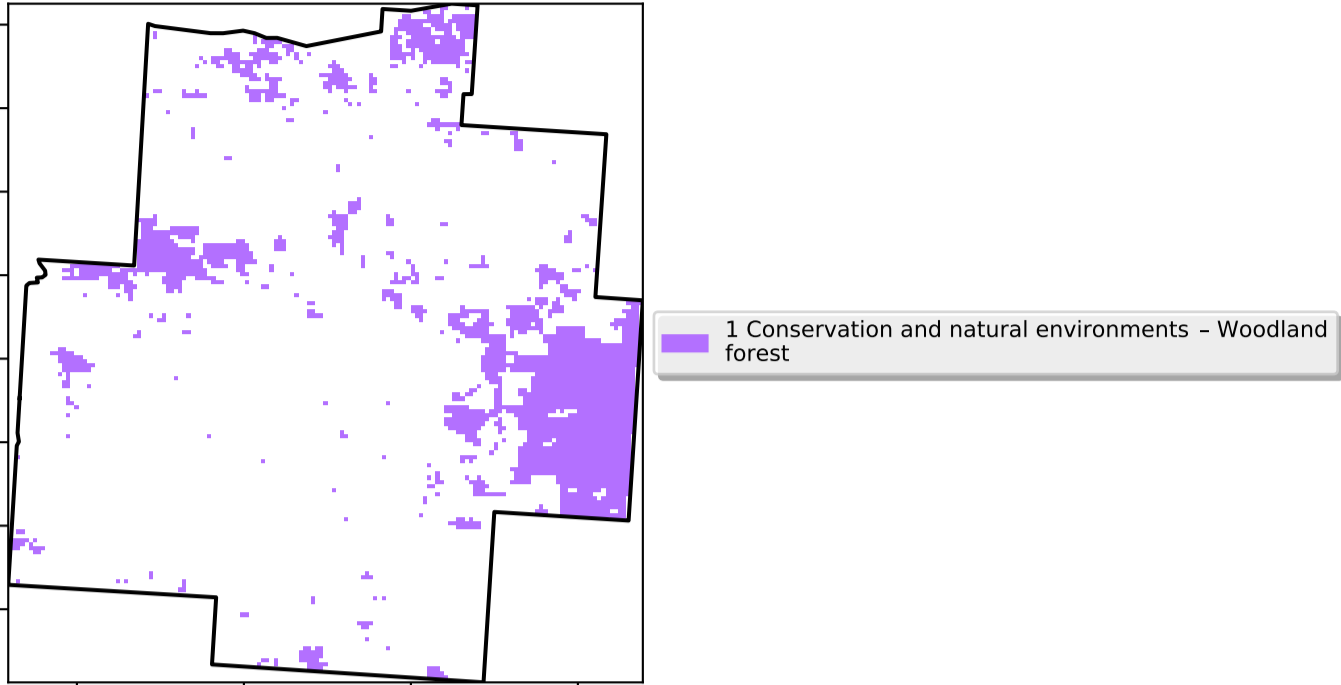 1 Conservation and natural environments – Woodland
forest